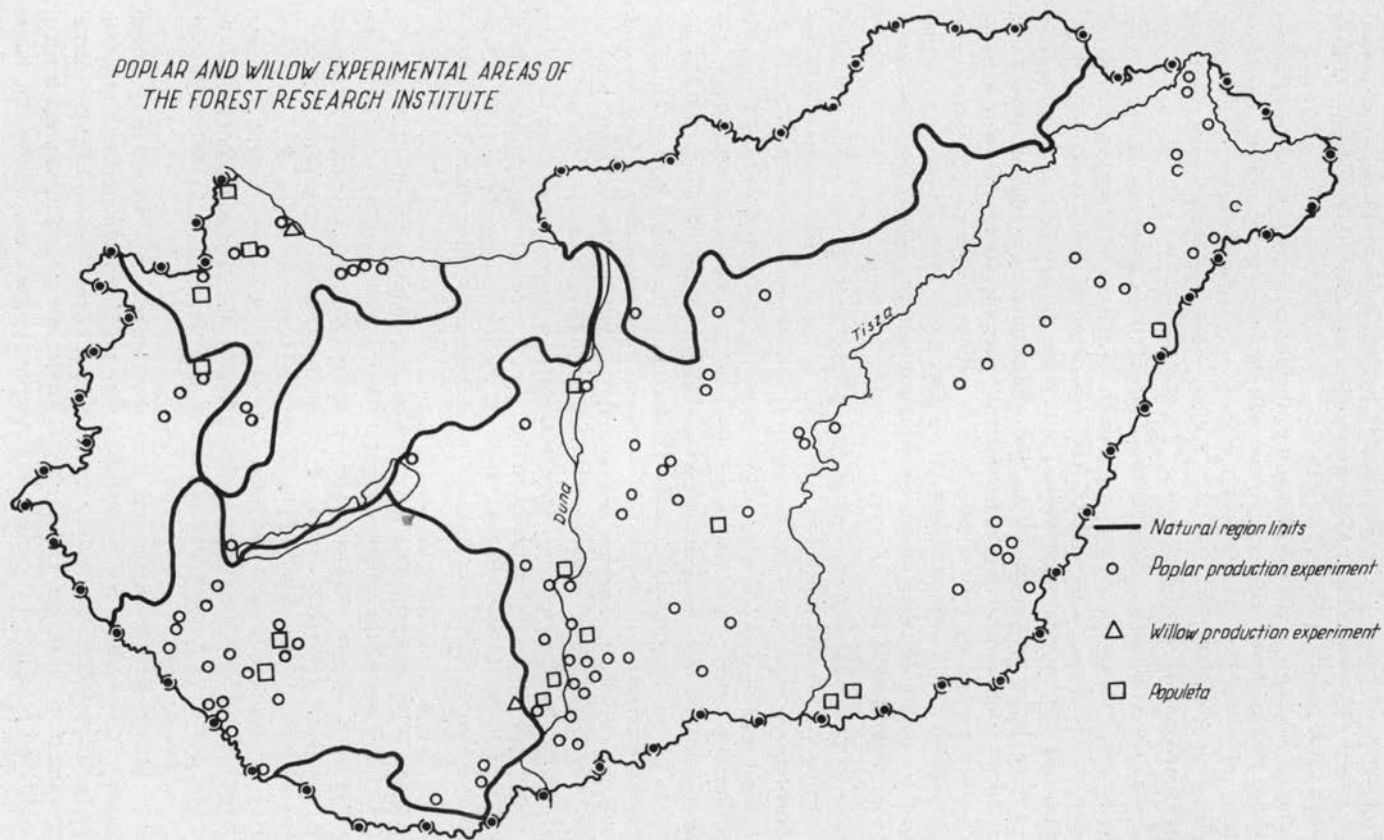 POPLAR AND WILLOW EXPERIMENTAL AREAS OF
THE FOREST RESEARCH INSTITUTE
Tisza
Duna
Natural region limits
Poplar production experiment
Willow production experiment
Populeta